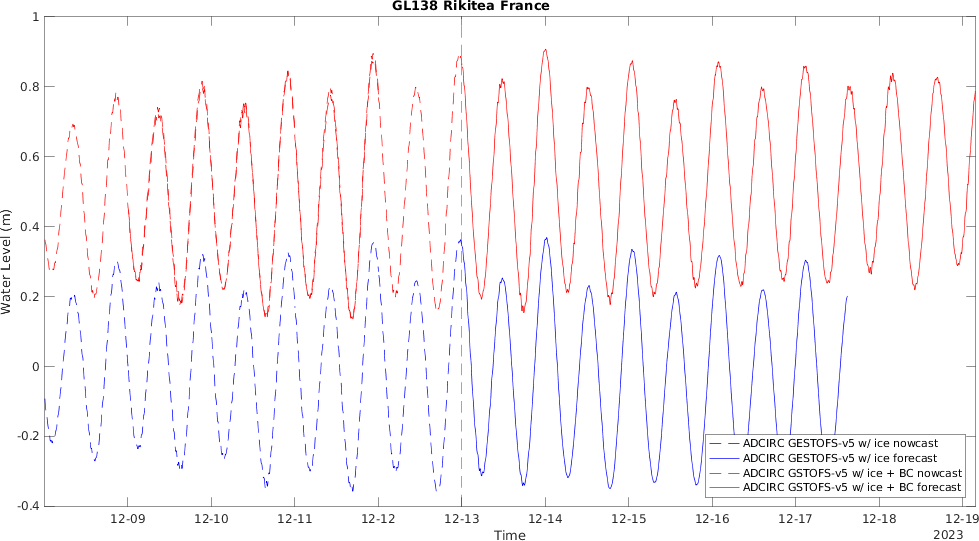 GL138 Rikitea France
Water Level (m)
1
0.8
0.6
0.4
0.2
0
-0.2
-0.4
ADCIRC GESTOFS-v5 w/ ice nowcast
ADCIRC GESTOFS-v5 w/ ice forecast
ADCIRC GSTOFS-v5 w/ ice + BC nowcast
ADCIRC GSTOFS-v5 w/ ice + BC forecast
12-09 12-10 12-11 12-12 12-13 12-14 12-15 12-16 12-17 12-18 12-19
Time
2023